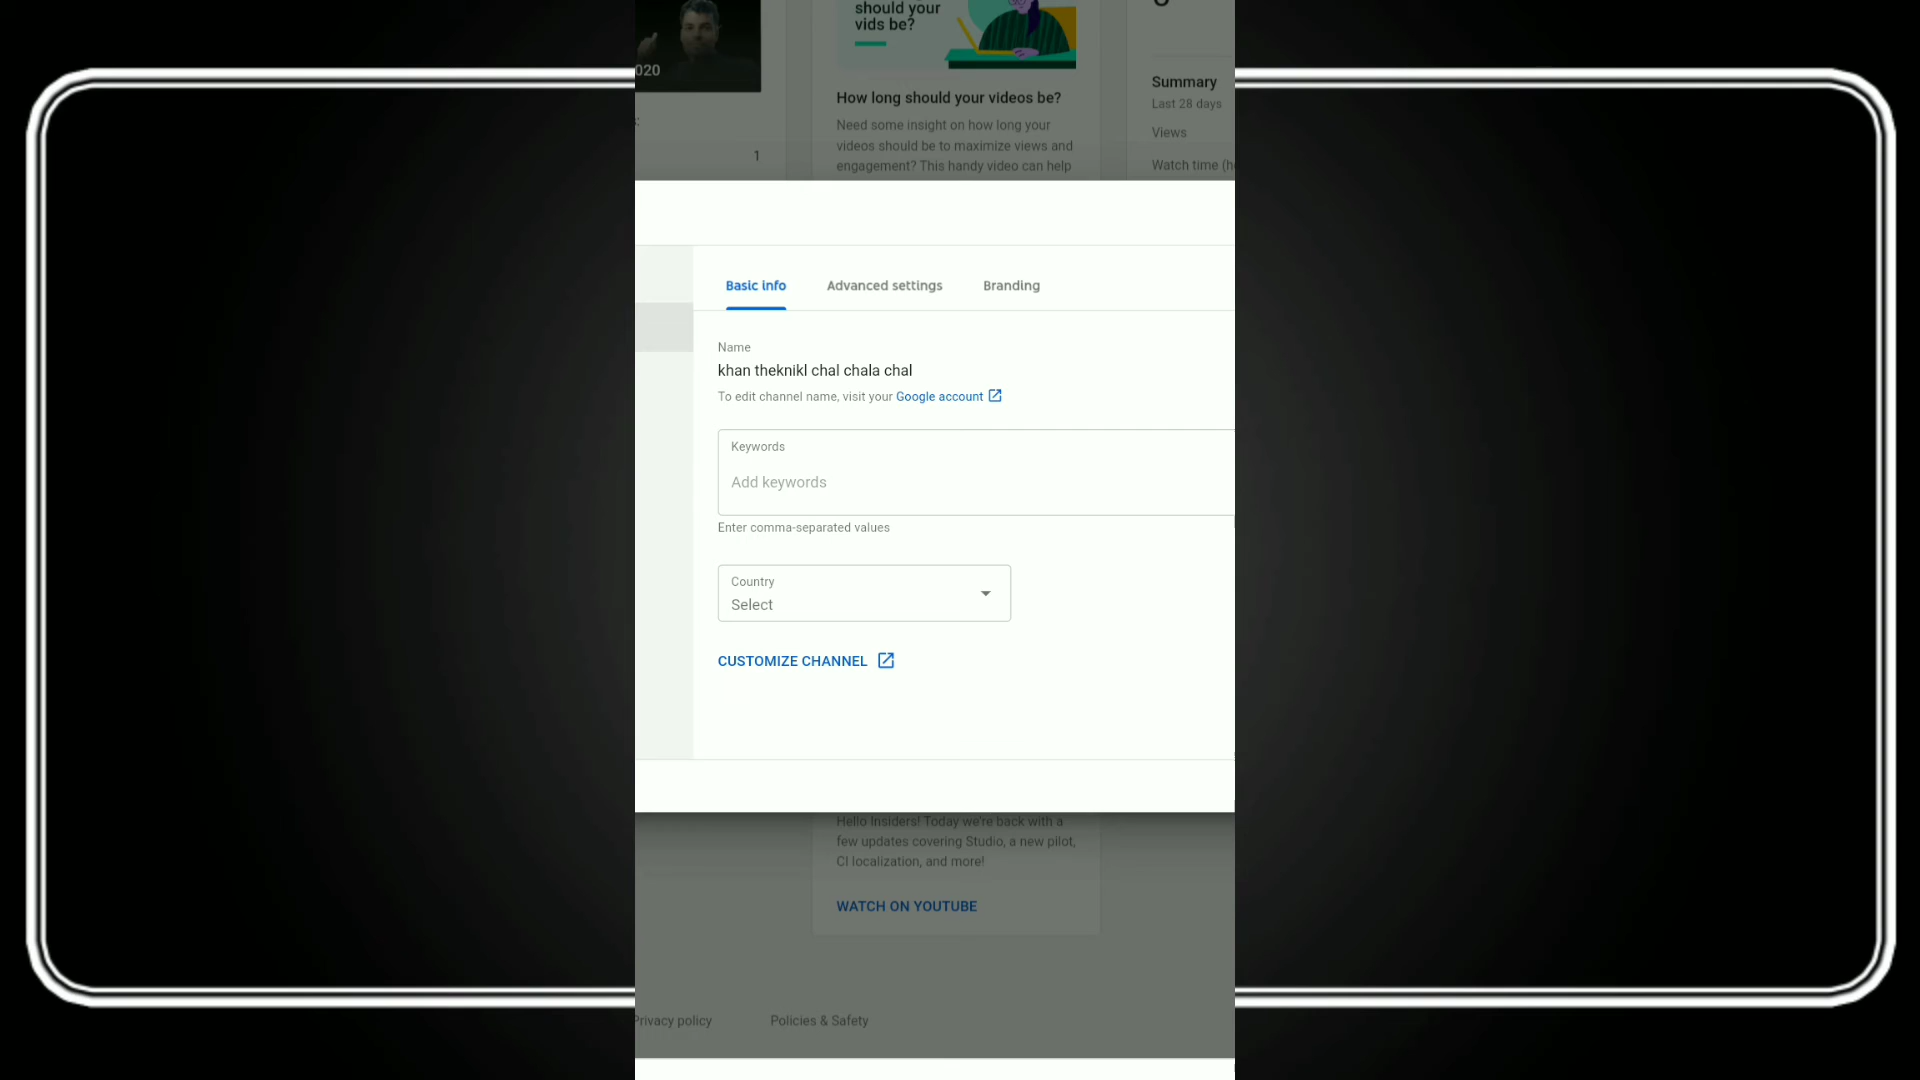 should your
vids be?
020
How long should your videos be?
Need some insight on how long your
videos should be to maximize views and
engagement? This handy video can help
1
Summary
Last 28 days
Views
Watch time
Basic info
Advanced settings
Branding
Name
khan theknikl chal chala chal
To edit channel name, visit your Google account
Keywords
Add keywords
Enter comma-separated values
Country
Select
CUSTOMIZE CHANNEL
Hello Insiders! Today we're back with a
few updates covering Studio, a new pilot,
CI localization, and more!
WATCH ON YOUTUBE
Privacy policy
Policies & Safety